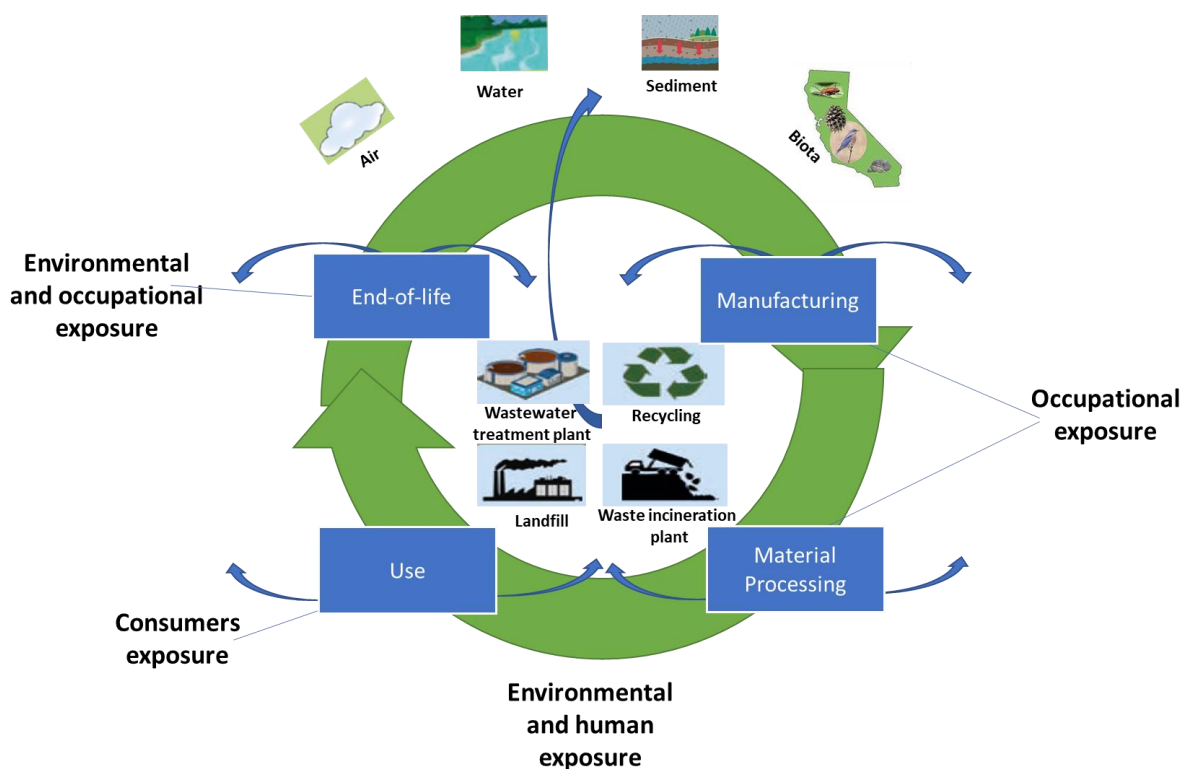 Water
Sediment
Air
Biota
Environmental
and occupational
exposure
End-of-life
Manufacturing
Wastewater
treatment plant
Recycling
Occupational
exposure
Landfill
Waste incineration
plant
Use
Material
Processing
Consumers
exposure
Environmental
and human
exposure